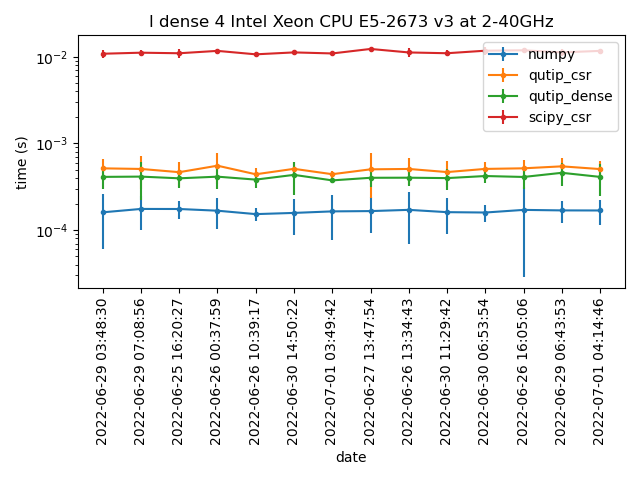 I dense 4 Intel Xeon CPU E5-2673 v3 at 2-40GHz
time (s)
10⁻²
10⁻³
10⁻⁴
numpy
qutip_csr
qutip_dense
scipy_csr
2022-06-29 03:48:30
2022-06-29 07:08:56
2022-06-25 16:20:27
2022-06-26 00:37:59
2022-06-26 10:39:17
2022-06-30 14:50:22
2022-07-01 03:49:42
2022-06-27 13:47:54
2022-06-26 13:34:43
2022-06-30 11:29:42
2022-06-30 06:53:54
2022-06-26 16:05:06
2022-06-29 06:43:53
2022-07-01 04:14:46
date